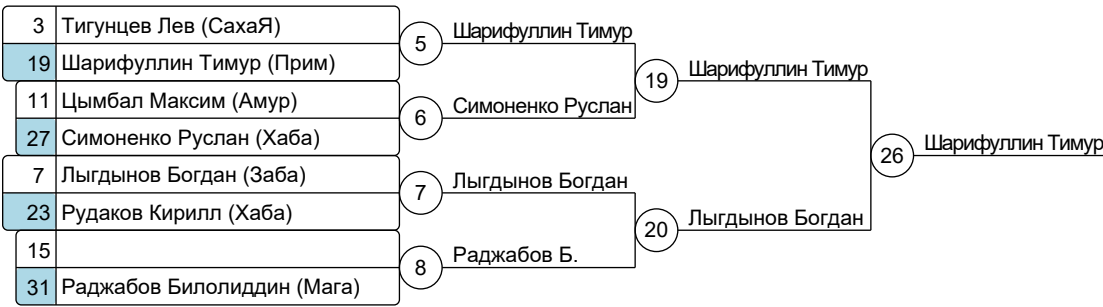 3 Тигунцев Лев (СахаЯ)
19 Шарифуллин Тимур (Прим)
11 Цымбал Максим (Амур)
27 Симоненко Руслан (Хаба)
7 Лыгдынов Богдан (Заба)
23 Рудаков Кирилл (Хаба)
15
31 Раджабов Билолиддин (Мага)
5 Шарифуллин Тимур
6 Симоненко Руслан
7 Лыгдынов Богдан
8 Раджабов Б.
19 Шарифуллин Тимур
20 Лыгдынов Богдан
26 Шарифуллин Тимур